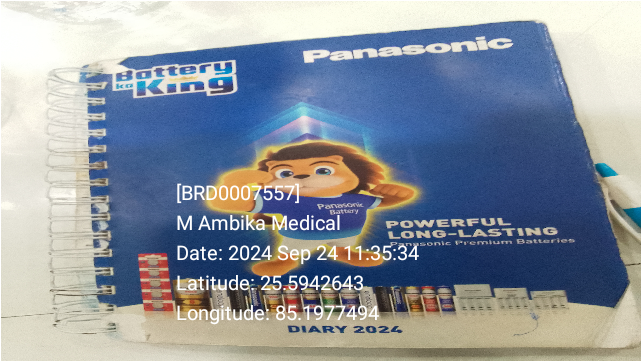 Panasonic
Battery
ka King
Panasonic
Battery
POWERFUL
LONG-LASTING
Panasonic Premium Batteries
[BRD0007557]
M Ambika Medical
Date: 2024 Sep 24 11:35:34
Latitude: 25.5942643
Longitude: 85.1977494
DIARY 2024